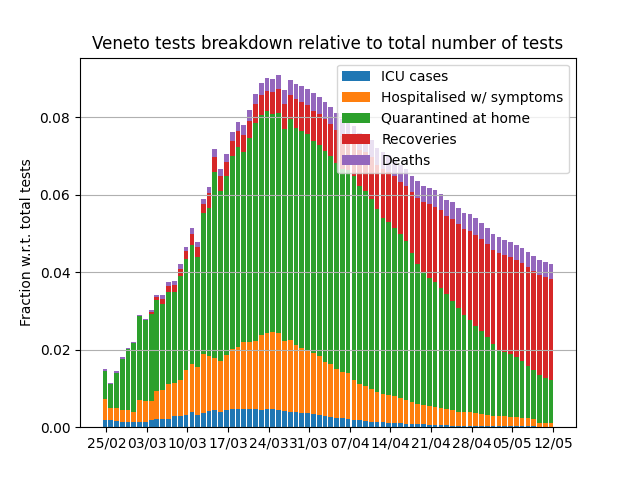 Veneto tests breakdown relative to total number of tests
Fraction w.r.t. total tests
0.08
0.06
0.04
0.02
0.00
ICU cases
Hospitalised w/ symptoms
Quarantined at home
Recoveries
Deaths
25/02 03/03 10/03 17/03 24/03 31/03 07/04 14/04 21/04 28/04 05/05 12/05